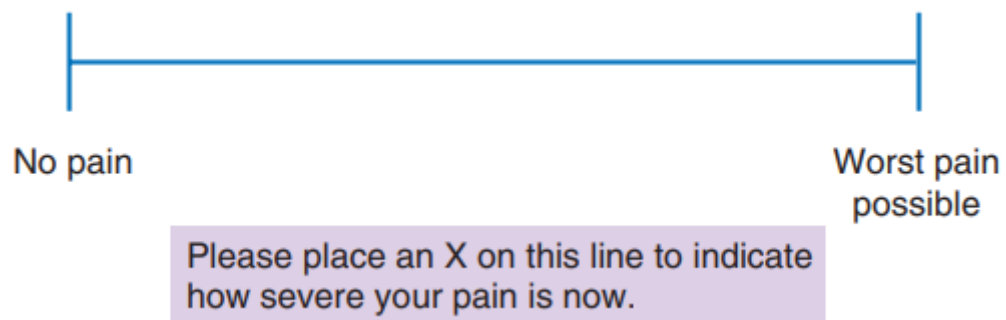 No pain
Worst pain
possible
Please place an X on this line to indicate
how severe your pain is now.